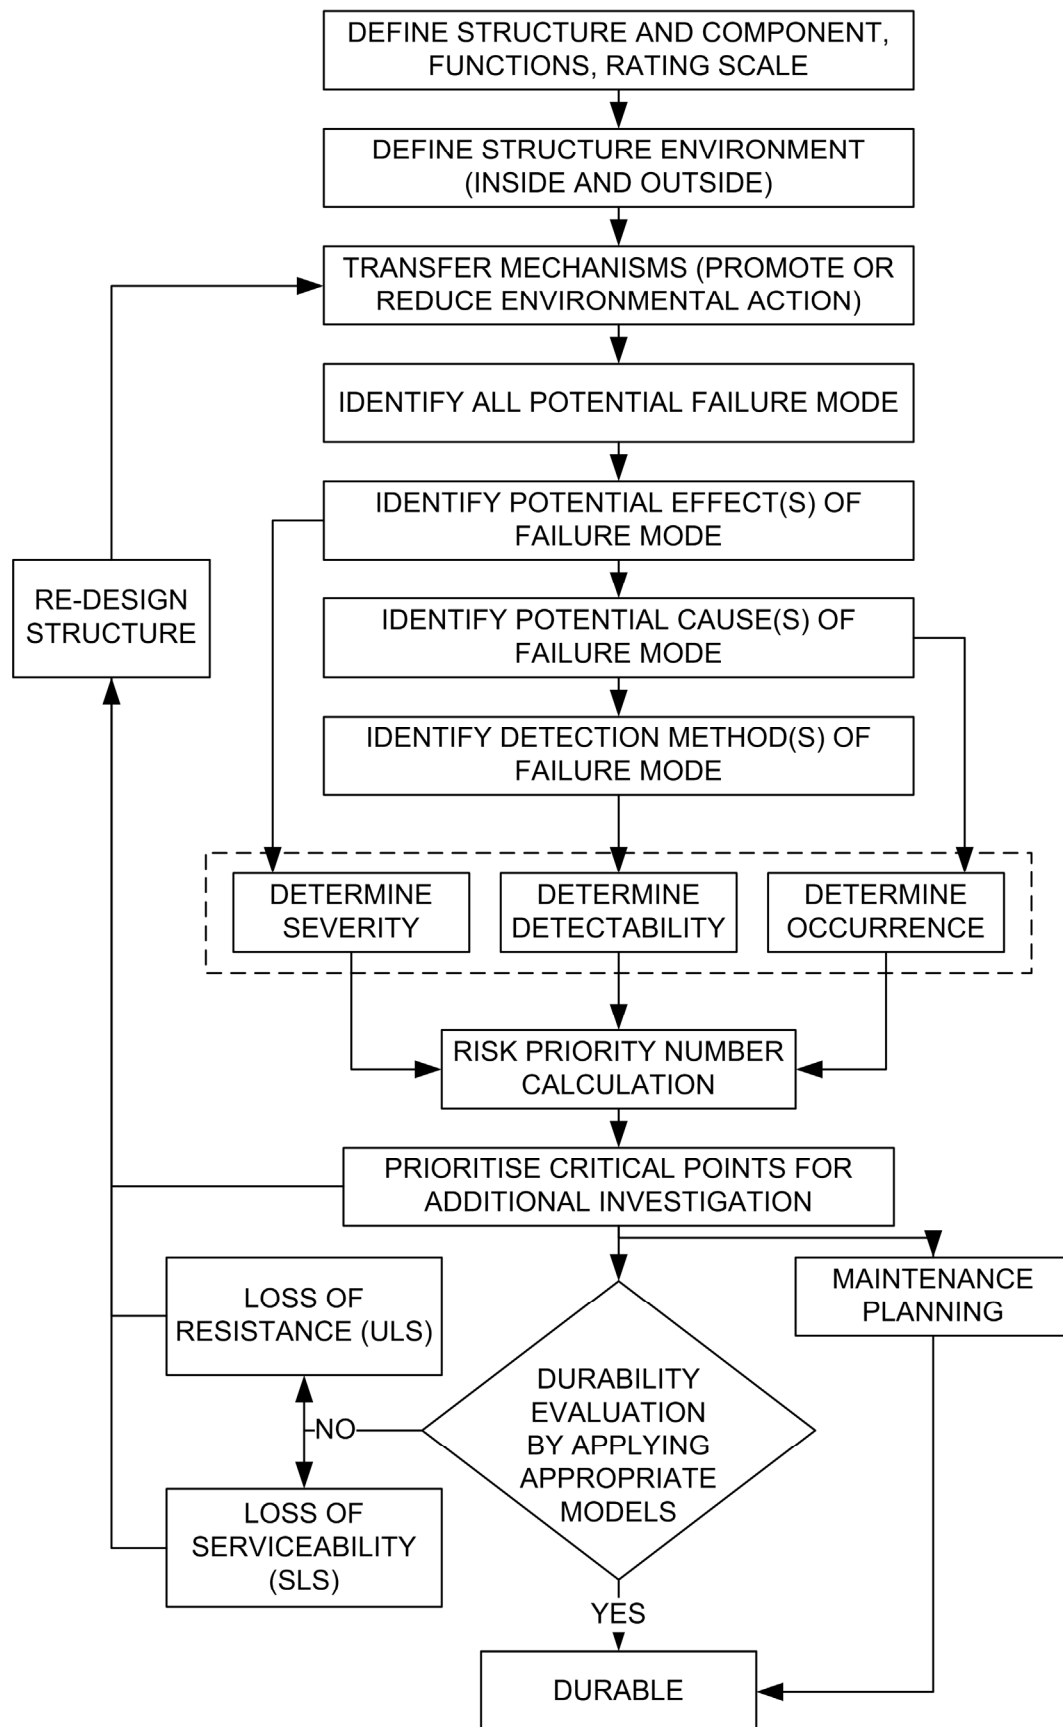 DEFINE STRUCTURE AND COMPONENT,
FUNCTIONS, RATING SCALE
DEFINE STRUCTURE ENVIRONMENT
(INSIDE AND OUTSIDE)
TRANSFER MECHANISMS (PROMOTE OR
REDUCE ENVIRONMENTAL ACTION)
IDENTIFY ALL POTENTIAL FAILURE MODE
IDENTIFY POTENTIAL EFFECT(S) OF
FAILURE MODE
RE-DESIGN
STRUCTURE
IDENTIFY POTENTIAL CAUSE(S) OF
FAILURE MODE
IDENTIFY DETECTION METHOD(S) OF
FAILURE MODE
DETERMINE
SEVERITY
DETERMINE
DETECTABILITY
DETERMINE
OCCURRENCE
RISK PRIORITY NUMBER
CALCULATION
PRIORITISE CRITICAL POINTS FOR
ADDITIONAL INVESTIGATION
LOSS OF
RESISTANCE (ULS)
MAINTENANCE
PLANNING
DURABILITY
EVALUATION
BY APPLYING
APPROPRIATE
MODELS
NO
LOSS OF
SERVICEABILITY
(SLS)
YES
DURABLE